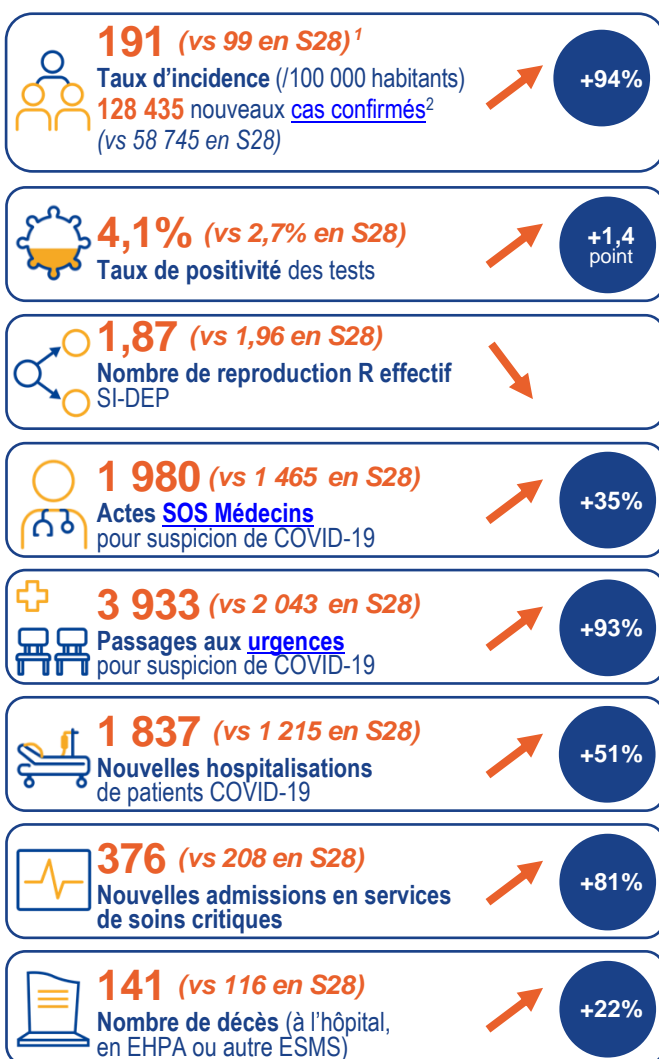 191 (vs 99 en S28)¹
Taux d’incidence (/100 000 habitants)
+94%
128 435 nouveaux cas confirmés²
(vs 58 745 en S28)
4,1% (vs 2,7% en S28)
Taux de positivité des tests
+1,4
point
1,87 (vs 1,96 en S28)
Nombre de reproduction R effectif
SI-DEP
1 980 (vs 1 465 en S28)
Actes SOS Médecins
pour suspicion de COVID-19
+35%
3 933 (vs 2 043 en S28)
Passages aux urgences
pour suspicion de COVID-19
+93%
1 837 (vs 1 215 en S28)
Nouvelles hospitalisations
de patients COVID-19
+51%
376 (vs 208 en S28)
Nouvelles admissions en services
de soins critiques
+81%
141 (vs 116 en S28)
Nombre de décès (à l’hôpital,
en EHPA ou autre ESMS)
+22%